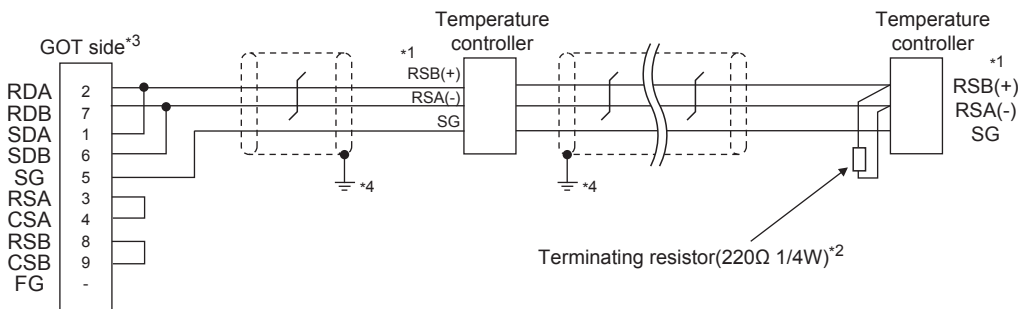 GOT side*3
RDA 2
RDB 7
SDA 1
SDB 6
SG 5
RSA 3
CSA 4
RSB 8
CSB 9
FG -
*4
Temperature
controller
*1
RSB(+)
RSA(-)
SG
*4
Temperature
controller
*1
RSB(+)
RSA(-)
SG
Terminating resistor(220Ω 1/4W)*2